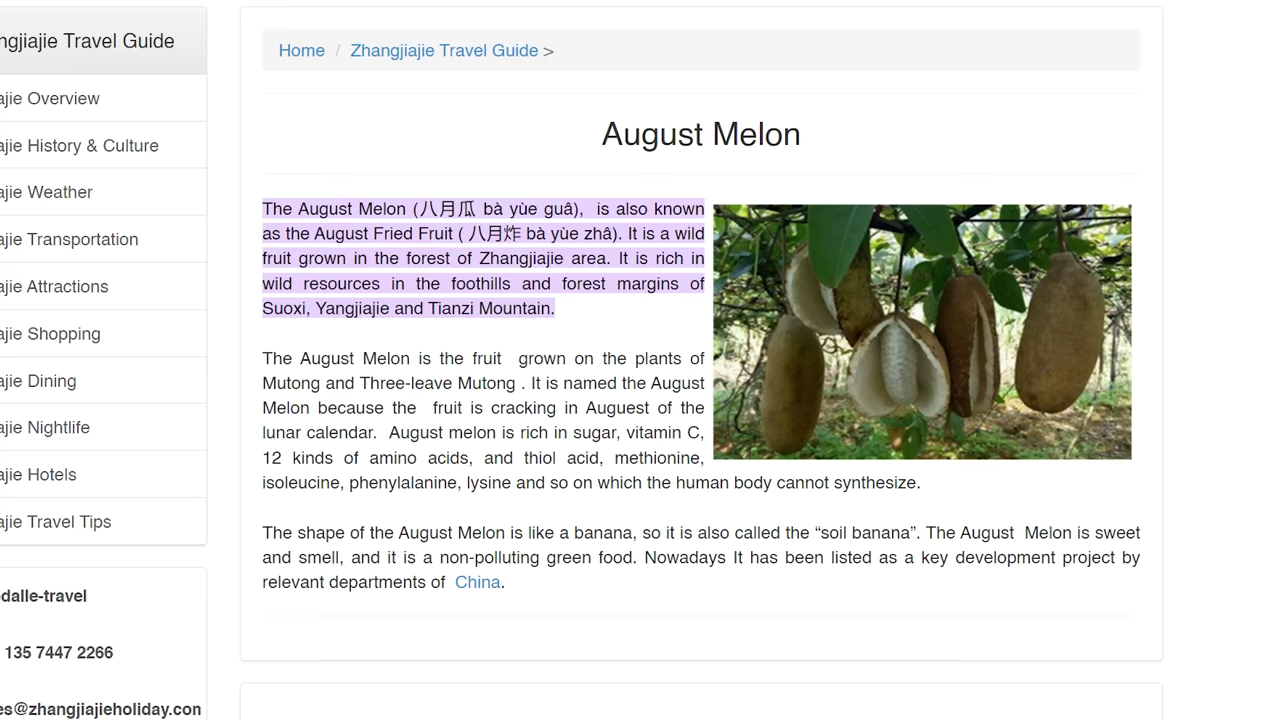 ngjiajie Travel Guide
ajie Overview
ajie History & Culture
ajie Weather
ajie Transportation
ajie Attractions
ajie Shopping
ajie Dining
ajie Nightlife
ajie Hotels
ajie Travel Tips
dalle-travel
135 7447 2266
es@zhangjiajieholiday.con
Home / Zhangjiajie Travel Guide >
August Melon
The August Melon (八月瓜 bà yùe guâ), is also known
as the August Fried Fruit ( 八月炸 bà yùe zhâ). It is a wild
fruit grown in the forest of Zhangjiajie area. It is rich in
wild resources in the foothills and forest margins of
Suoxi, Yangjiajie and Tianzi Mountain.
The August Melon is the fruit grown on the plants of
Mutong and Three-leave Mutong . It is named the August
Melon because the fruit is cracking in Auguest of the
lunar calendar. August melon is rich in sugar, vitamin C,
12 kinds of amino acids, and thiol acid, methionine,
isoleucine, phenylalanine, lysine and so on which the human body cannot synthesize.
The shape of the August Melon is like a banana, so it is also called the “soil banana”. The August Melon is sweet
and smell, and it is a non-polluting green food. Nowadays It has been listed as a key development project by
relevant departments of China.